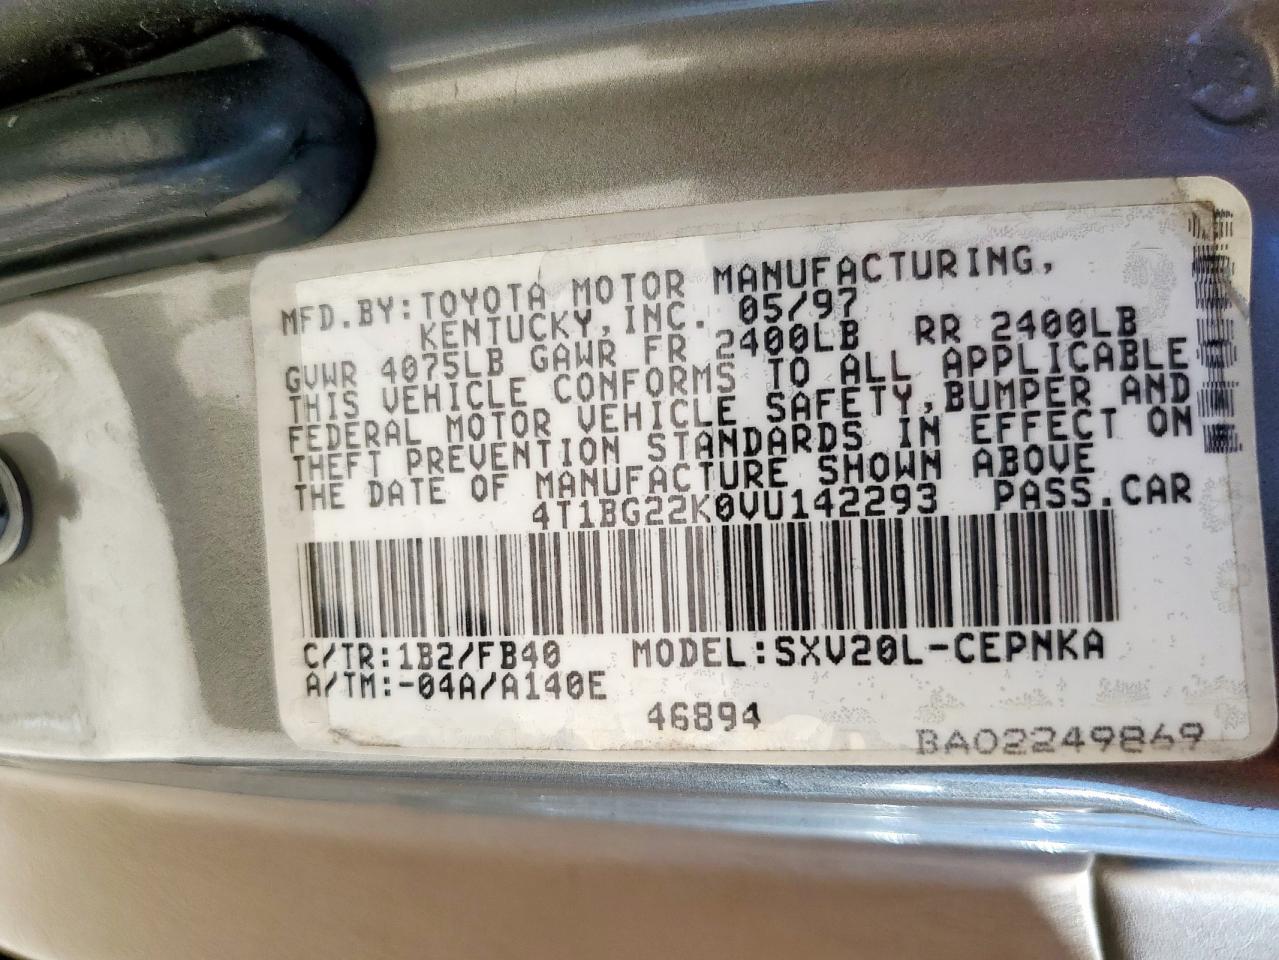 MFD.BY:TOYOTA MOTOR MANUFACTURING,
KENTUCKY,INC. 05/97
GVWR 4075LB GAWR FR 2400LB RR 2400LB
THIS VEHICLE CONFORMS TO ALL APPLICABLE
FEDERAL MOTOR VEHICLE SAFETY,BUMPER AND
THEFT PREVENTION STANDARDS IN EFFECT ON
THE DATE OF MANUFACTURE SHOWN ABOVE
4T1BG22K0VU142293 PASS.CAR
C/TR:1B2/FB40 MODEL:SXV20L-CEPNKA
A/TM:-04A/A140E
46894
BA02249869